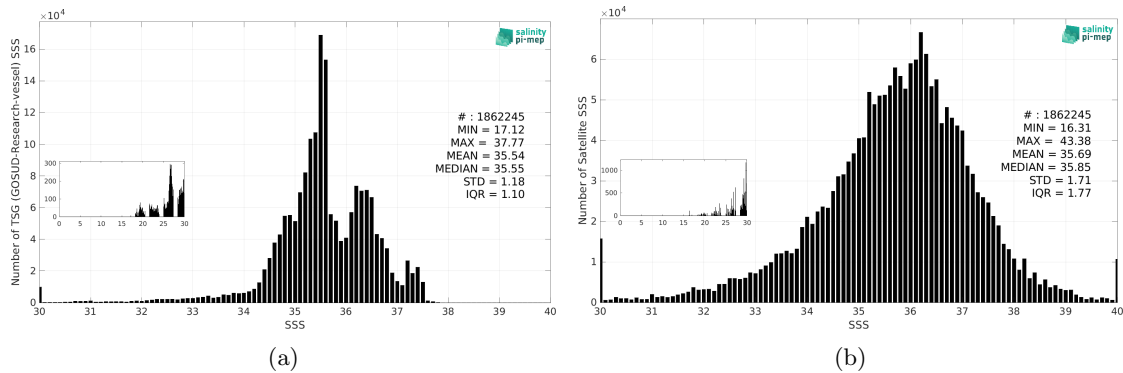 ×10⁴
salinity
pi-mep
Number of TSG (GOSUD-Research-vessel) SSS
16
14
12
10
8
6
4
2
0
# : 1862245
MIN = 17.12
MAX = 37.77
MEAN = 35.54
MEDIAN = 35.55
STD = 1.18
IQR = 1.10
300
200
100
0
0 5 10 15 20 25 30
30 31 32 33 34 35 36 37 38 39 40
SSS
(a)
×10⁴
salinity
pi-mep
Number of Satellite SSS
6
5
4
3
2
1
0
# : 1862245
MIN = 16.31
MAX = 43.38
MEAN = 35.69
MEDIAN = 35.85
STD = 1.71
IQR = 1.77
1000
500
0
0 5 10 15 20 25 30
30 31 32 33 34 35 36 37 38 39 40
SSS
(b)